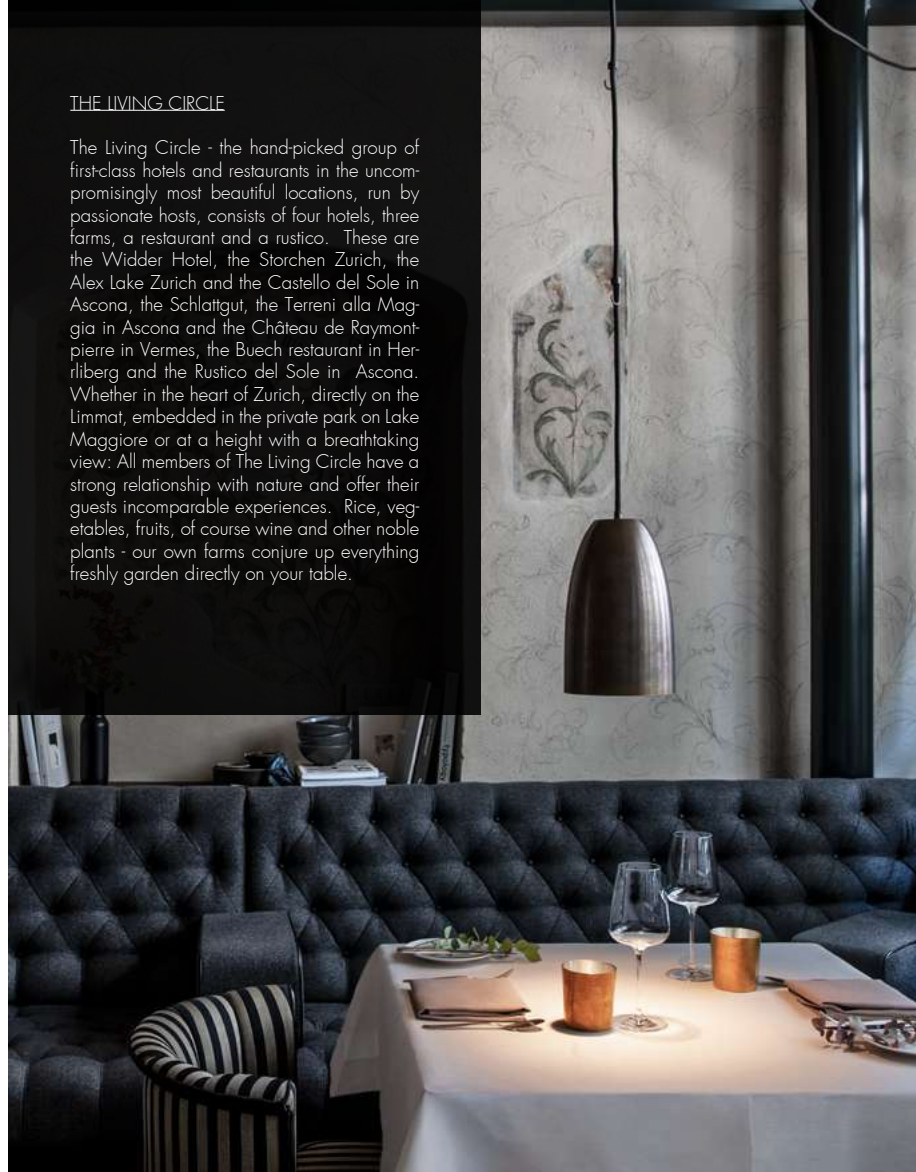 THE LIVING CIRCLE
The Living Circle - the hand-picked group of
first-class hotels and restaurants in the uncom-
promisingly most beautiful locations, run by
passionate hosts, consists of four hotels, three
farms, a restaurant and a rustico.  These are
the Widder Hotel, the Storchen Zurich, the
Alex Lake Zurich and the Castello del Sole in
Ascona, the Schlattgut, the Terreni alla Mag-
gia in Ascona and the Château de Raymont-
pierre in Vermes, the Buech restaurant in Her-
rliberg and the Rustico del Sole in  Ascona.
Whether in the heart of Zurich, directly on the
Limmat, embedded in the private park on Lake
Maggiore or at a height with a breathtaking
view: All members of The Living Circle have a
strong relationship with nature and offer their
guests incomparable experiences.  Rice, veg-
etables, fruits, of course wine and other noble
plants - our own farms conjure up everything
freshly garden directly on your table.